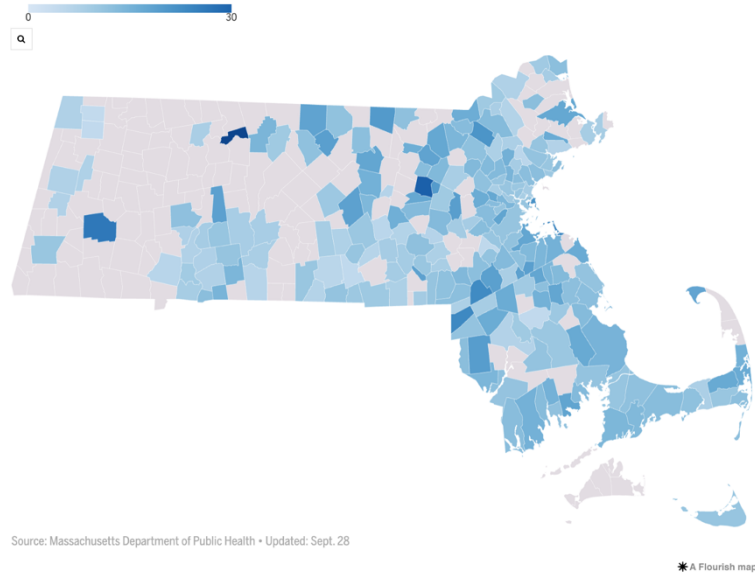 0 30
Source: Massachusetts Department of Public Health • Updated: Sept. 28
A Flourish map